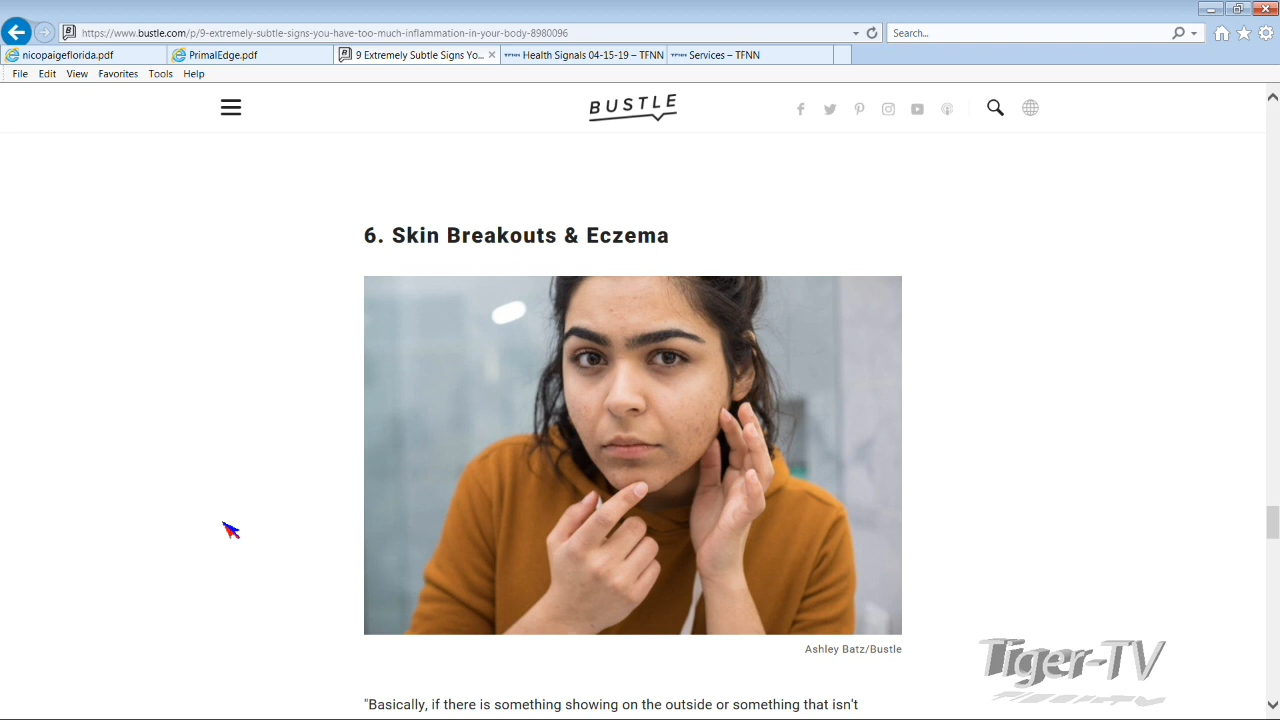 https://www.bustle.com/p/9-extremely-subtle-signs-you-have-too-much-inflammation-in-your-body-8980095
Search...
nicopaigeflorida.pdf
PrimalEdge.pdf
9 Extremely Subtle Signs Yo...
Health Signals 04-15-19 – TFNN
Services – TFNN
File Edit View Favorites Tools Help
BUSTLE
6. Skin Breakouts & Eczema
Ashley Batz/Bustle
Tiger-TV
"Basically, if there is something showing on the outside or something that isn't